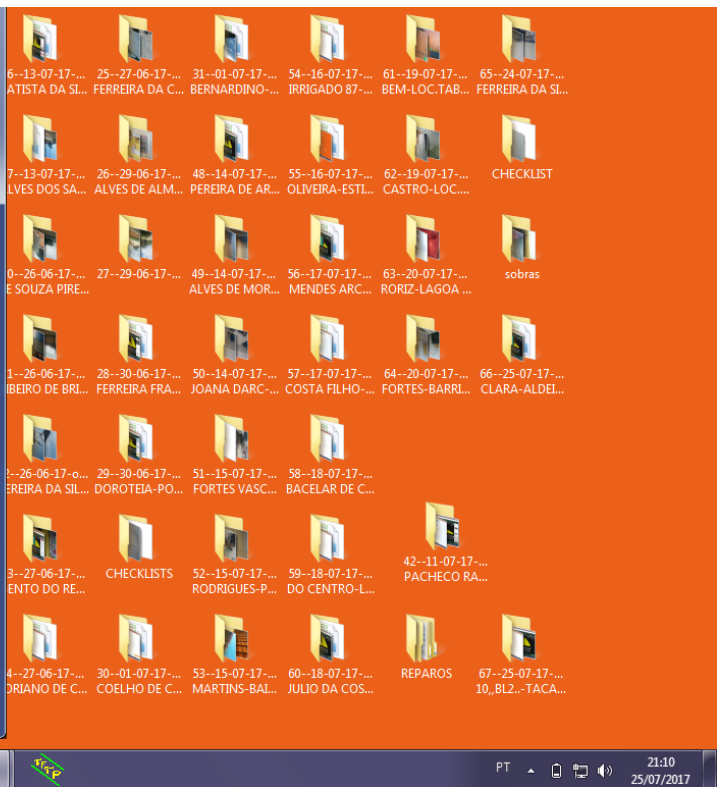 6--13-07-17-...
ATISTA DA SI...
25--27-06-17-...
FERREIRA DA C...
31--01-07-17-...
BERNARDINO-...
54--16-07-17-...
IRRIGADO 87-...
61--19-07-17-...
BEM-LOC.TAB...
65--24-07-17-...
FERREIRA DA SI...
7--13-07-17-...
LVES DOS SA...
26--29-06-17-...
ALVES DE ALM...
48--14-07-17-...
PEREIRA DE AR...
55--16-07-17-...
OLIVEIRA-ESTI...
62--19-07-17-...
CASTRO-LOC....
CHECKLIST
0--26-06-17-...
E SOUZA PIRE...
27--29-06-17-...
49--14-07-17-...
ALVES DE MOR...
56--17-07-17-...
MENDES ARC...
63--20-07-17-...
RORIZ-LAGOA ...
sobras
1--26-06-17-...
IBEIRO DE BRI...
28--30-06-17-...
FERREIRA FRA...
50--14-07-17-...
JOANA DARC-...
57--17-07-17-...
COSTA FILHO-...
64--20-07-17-...
FORTES-BARRI...
66--25-07-17-...
CLARA-ALDEI...
2--26-06-17-o...
EREIRA DA SIL...
29--30-06-17-...
DOROTEIA-PO...
51--15-07-17-...
FORTES VASC...
58--18-07-17-...
BACELAR DE C...
3--27-06-17-...
ENTO DO RE...
CHECKLISTS
52--15-07-17-...
RODRIGUES-P...
59--18-07-17-...
DO CENTRO-L...
42--11-07-17-...
PACHECO RA...
4--27-06-17-...
ORIANO DE C...
30--01-07-17-...
COELHO DE C...
53--15-07-17-...
MARTINS-BAI...
60--18-07-17-...
JULIO DA COS...
REPAROS
67--25-07-17-...
10,,BL2..-TACA...
TFTP
PT
21:10
25/07/2017